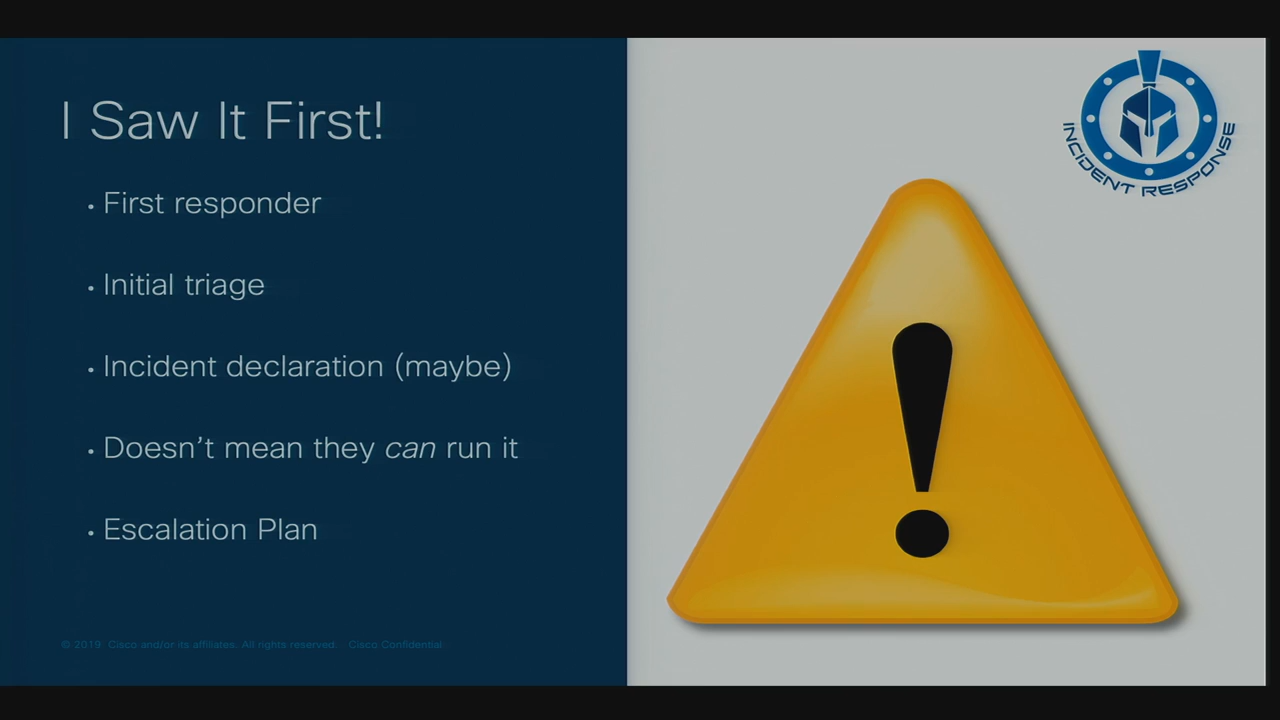 I Saw It First!
• First responder
• Initial triage
• Incident declaration (maybe)
• Doesn’t mean they can run it
• Escalation Plan
© 2019 Cisco and/or its affiliates. All rights reserved. Cisco Confidential
INCIDENT RESPONSE